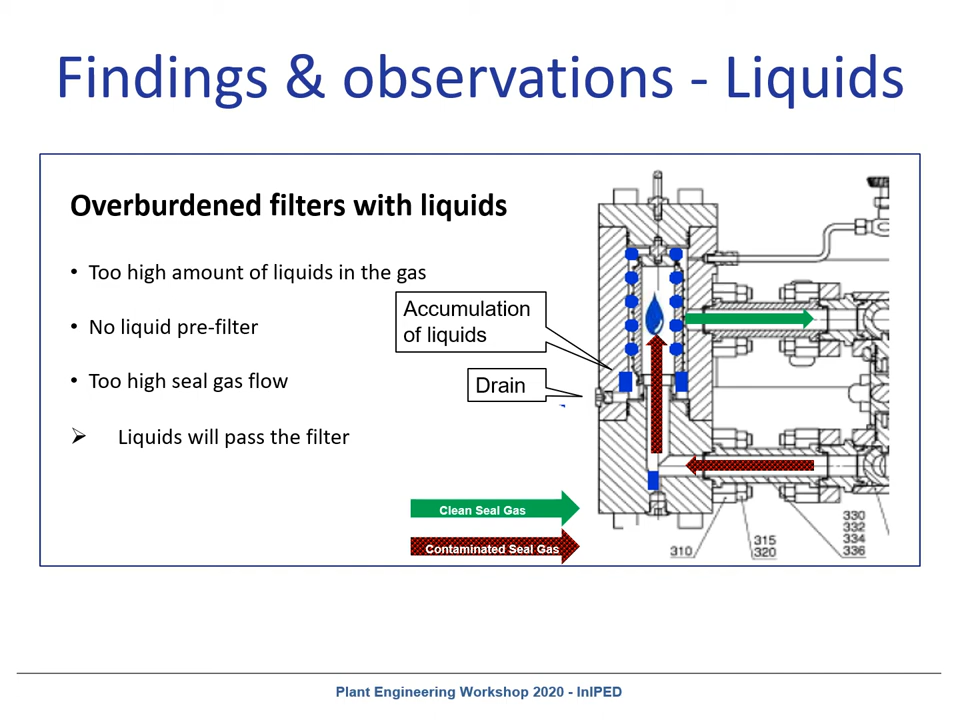 Findings & observations - Liquids
Overburdened filters with liquids
• Too high amount of liquids in the gas
Accumulation
of liquids
• No liquid pre-filter
• Too high seal gas flow
Drain
➢ Liquids will pass the filter
Clean Seal Gas
Contaminated Seal Gas
310
315
320
330
332
334
336
Plant Engineering Workshop 2020 - InIPED